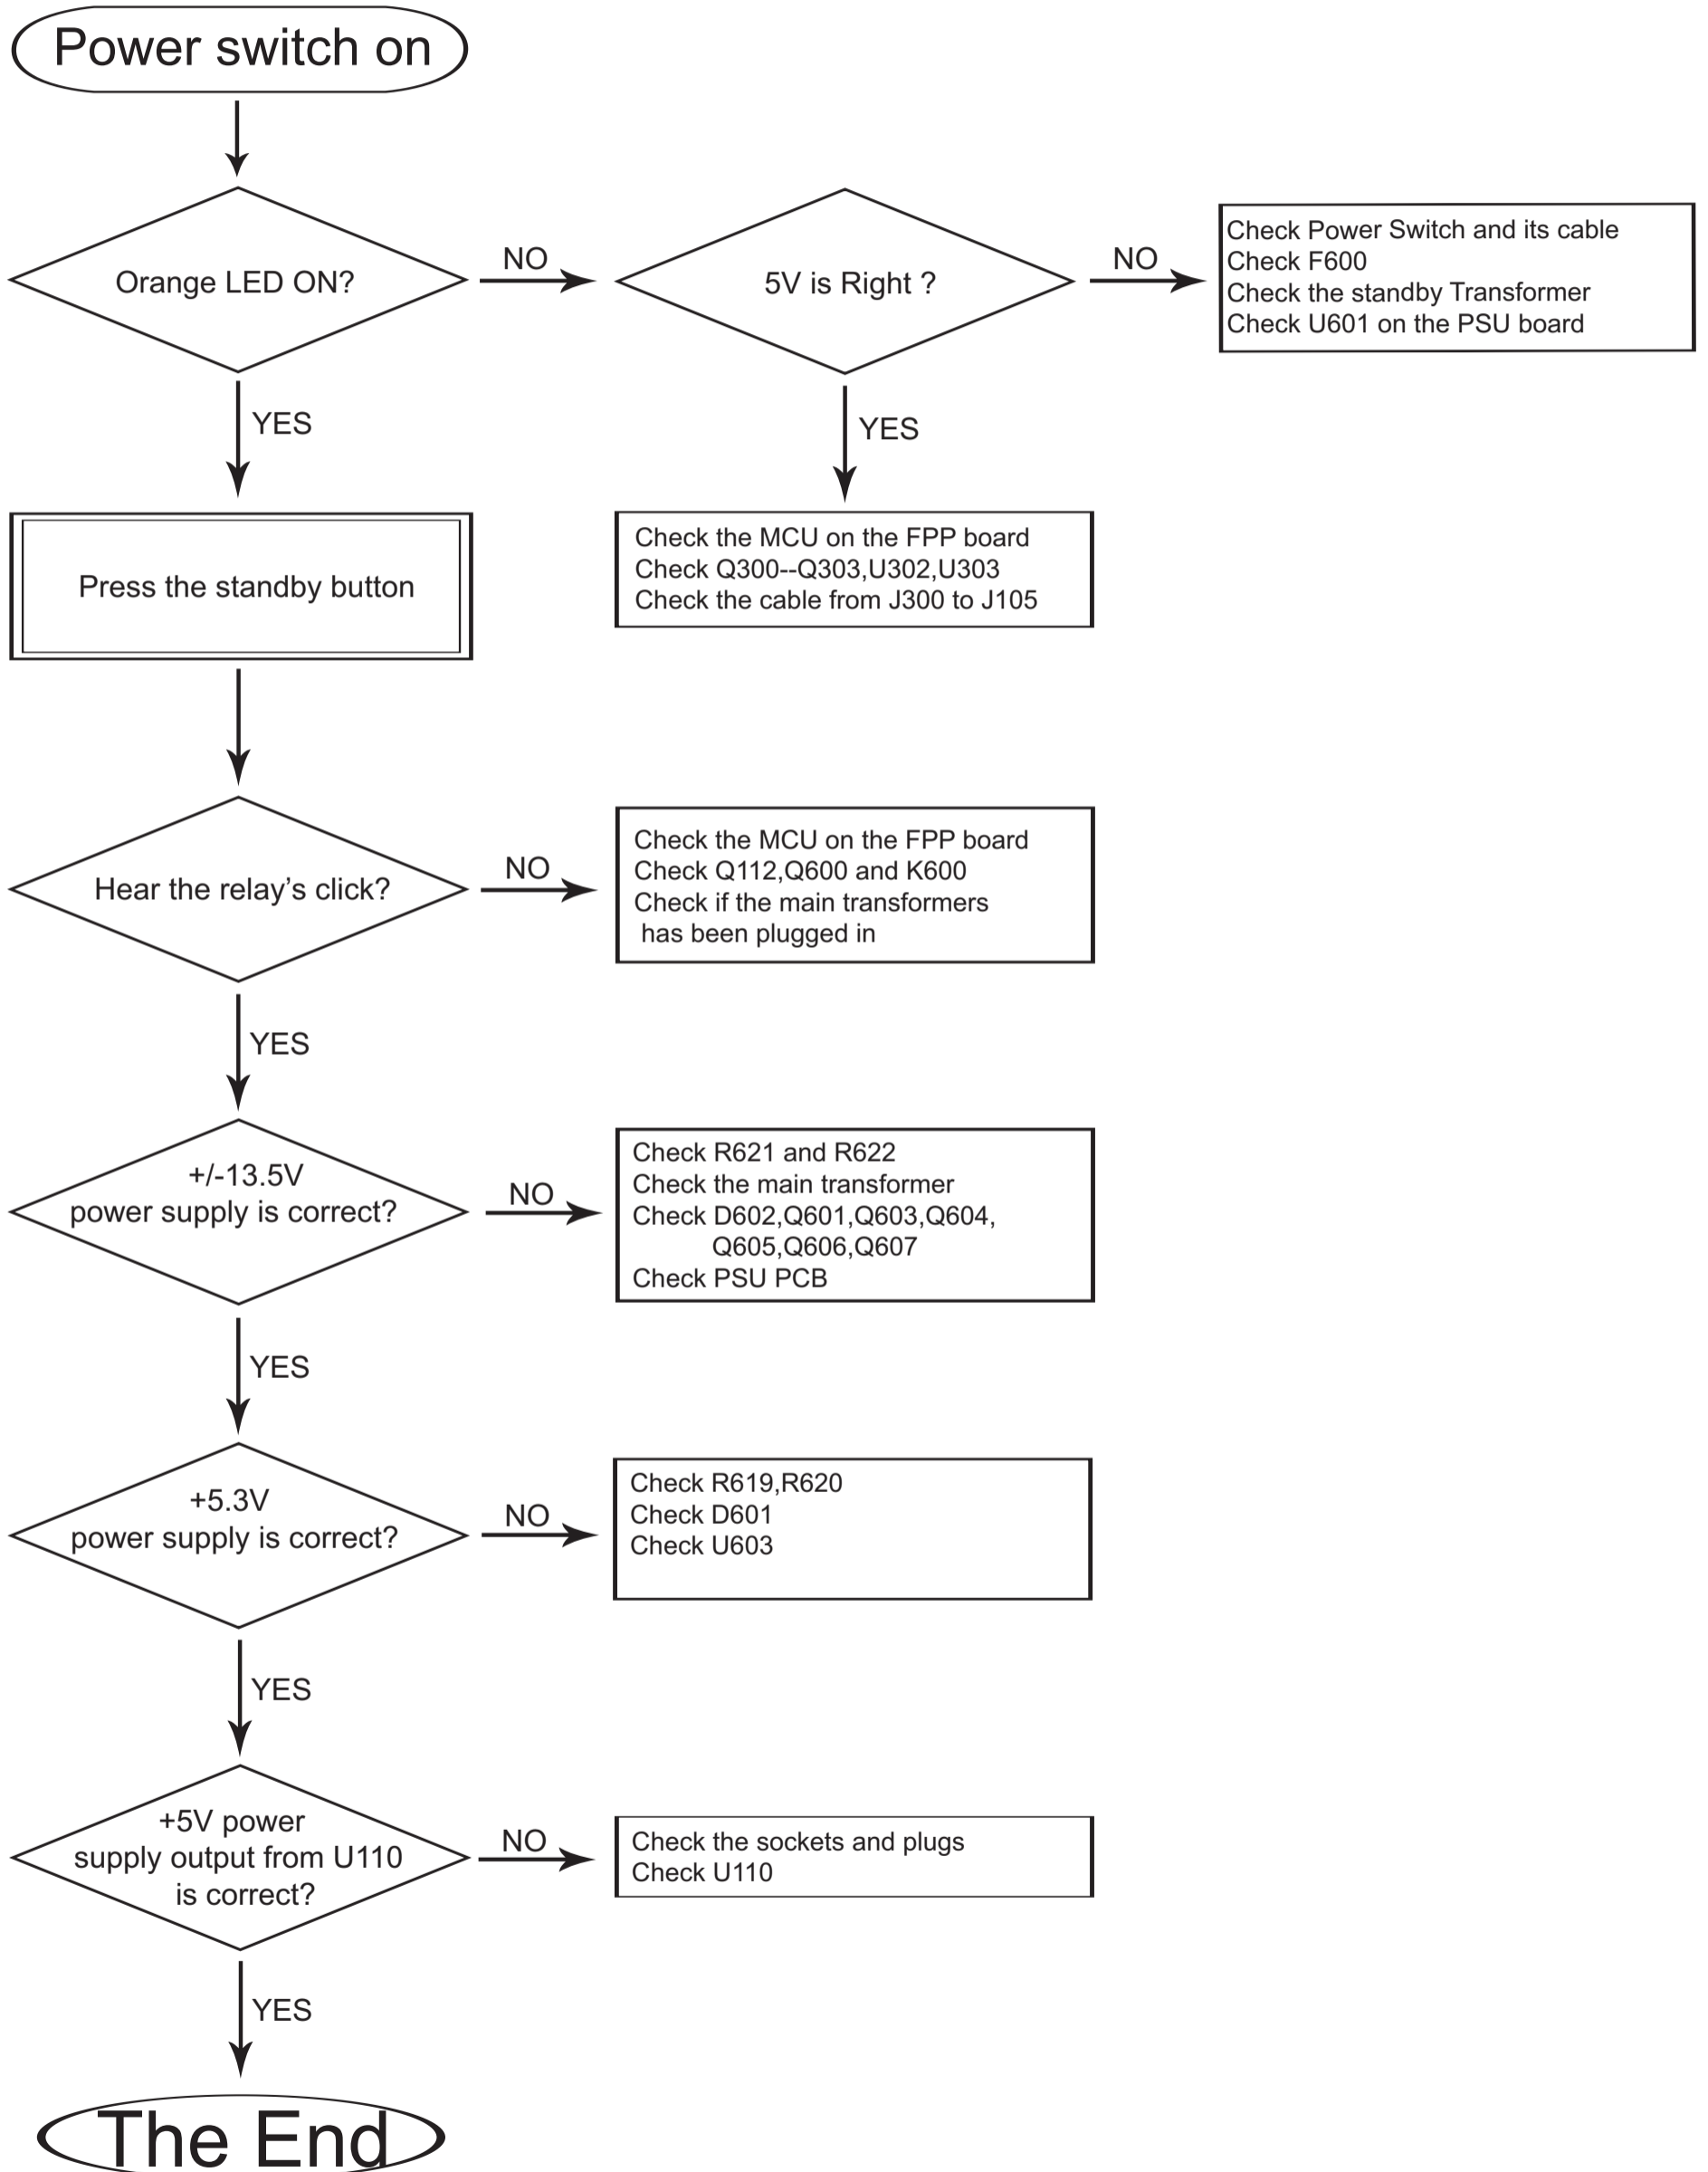 Power switch on
Orange LED ON?
NO
5V is Right ?
NO
Check Power Switch and its cable
Check F600
Check the standby Transformer
Check U601 on the PSU board
YES
YES
Press the standby button
Check the MCU on the FPP board
Check Q300--Q303,U302,U303
Check the cable from J300 to J105
Hear the relay's click?
NO
Check the MCU on the FPP board
Check Q112,Q600 and K600
Check if the main transformers
has been plugged in
YES
+/-13.5V
power supply is correct?
NO
Check R621 and R622
Check the main transformer
Check D602,Q601,Q603,Q604,
Q605,Q606,Q607
Check PSU PCB
YES
+5.3V
power supply is correct?
NO
Check R619,R620
Check D601
Check U603
YES
+5V power
supply output from U110
is correct?
NO
Check the sockets and plugs
Check U110
YES
The End